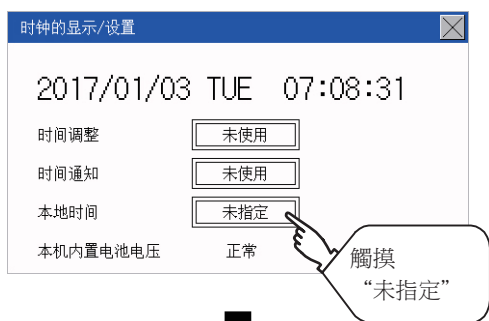 时钟的显示/设置
2017/01/03 TUE 07:08:31
时间调整 未使用
时间通知 未使用
本地时间 未指定
本机内置电池电压 正常
觸摸
“未指定”